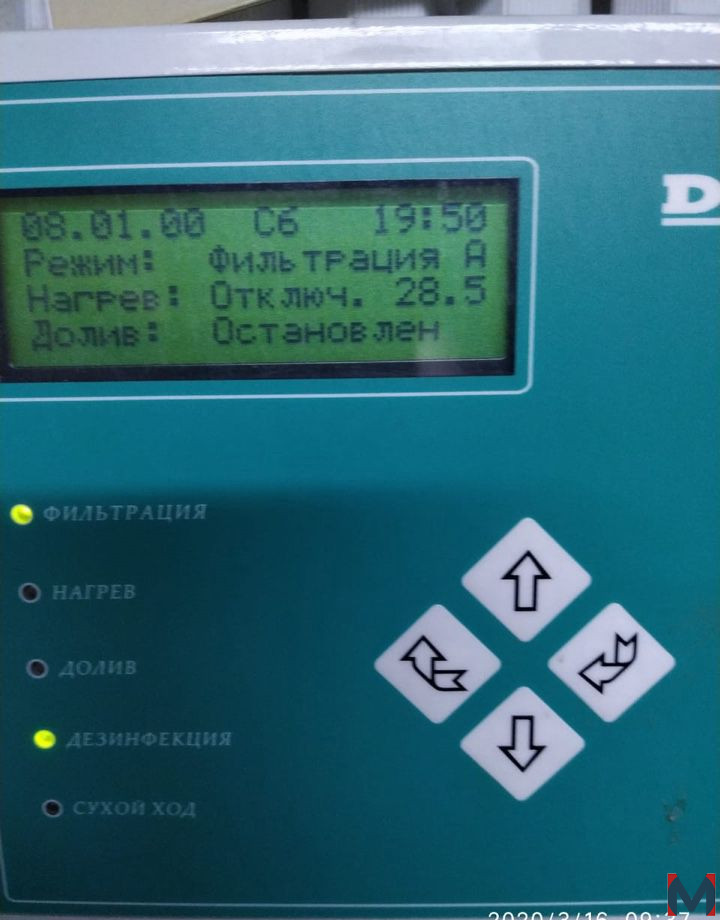 D
08.01.00 Сб 19:50
Режим: Фильтрация А
Нагрев: Отключ. 28.5
Долив: Остановлен
ФИЛЬТРАЦИЯ
НАГРЕВ
ДОЛИВ
ДЕЗИНФЕКЦИЯ
СУХОЙ ХОД
M